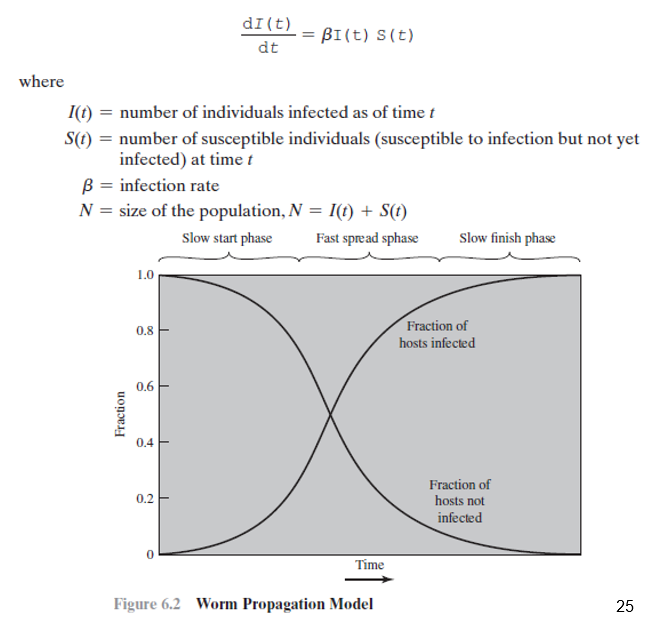 dI(t)
dt
= βI(t) S(t)
where
I(t) = number of individuals infected as of time t
S(t) = number of susceptible individuals (susceptible to infection but not yet
infected) at time t
β = infection rate
N = size of the population, N = I(t) + S(t)
Slow start phase Fast spread sphase Slow finish phase
1.0
0.8
0.6
0.4
0.2
0
Fraction
Fraction of
hosts infected
Fraction of
hosts not
infected
Time
Figure 6.2 Worm Propagation Model
25